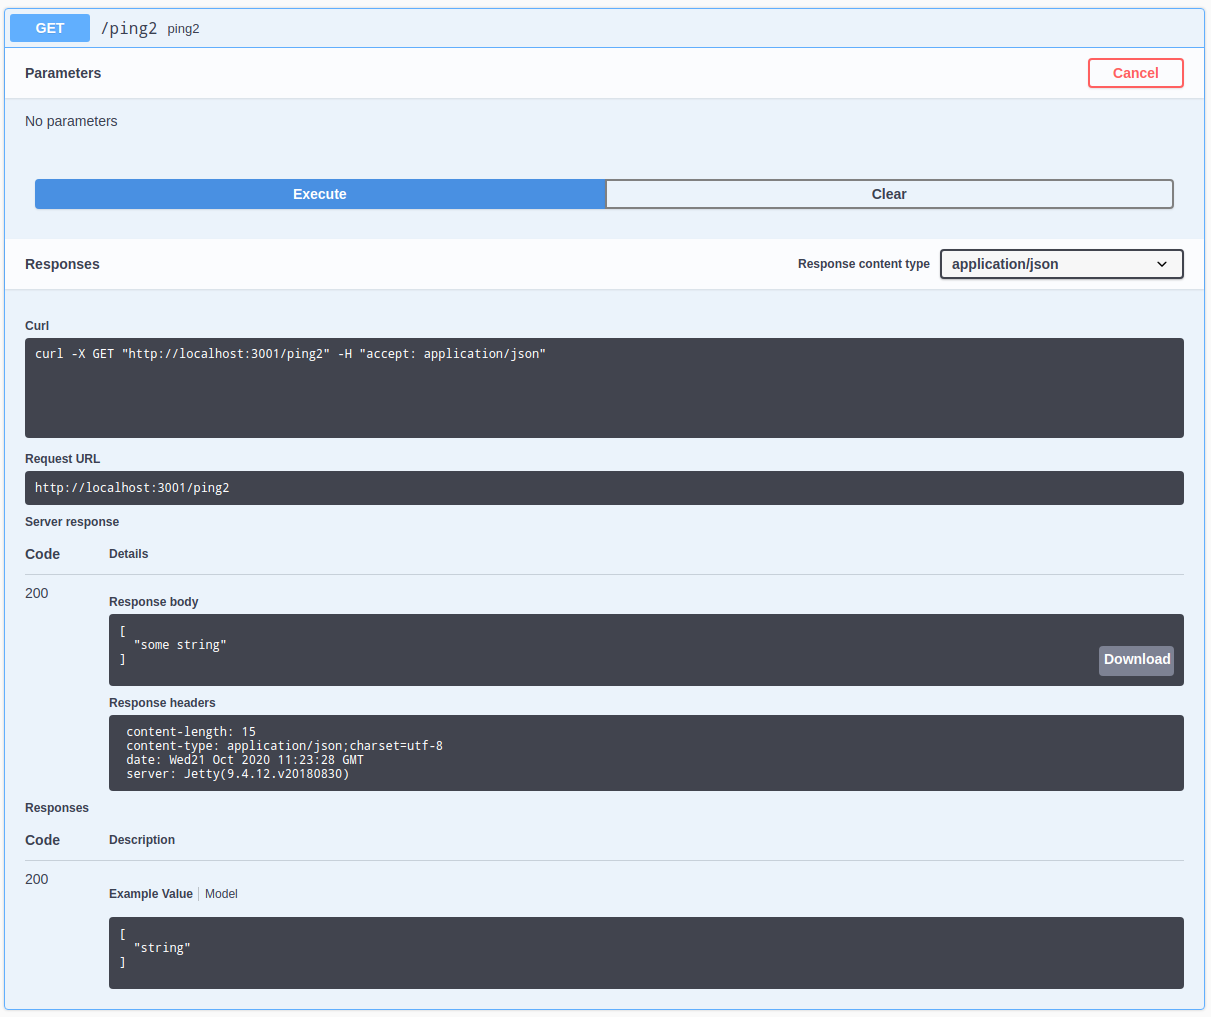 GET /ping2 ping2
Parameters Cancel
No parameters
Execute Clear
Responses Response content type application/json
Curl
curl -X GET "http://localhost:3001/ping2" -H "accept: application/json"
Request URL
http://localhost:3001/ping2
Server response
Code Details
200
Response body
[
  "some string"
]
Download
Response headers
content-length: 15
content-type: application/json;charset=utf-8
date: Wed21 Oct 2020 11:23:28 GMT
server: Jetty(9.4.12.v20180830)
Responses
Code Description
200
Example Value Model
[
  "string"
]